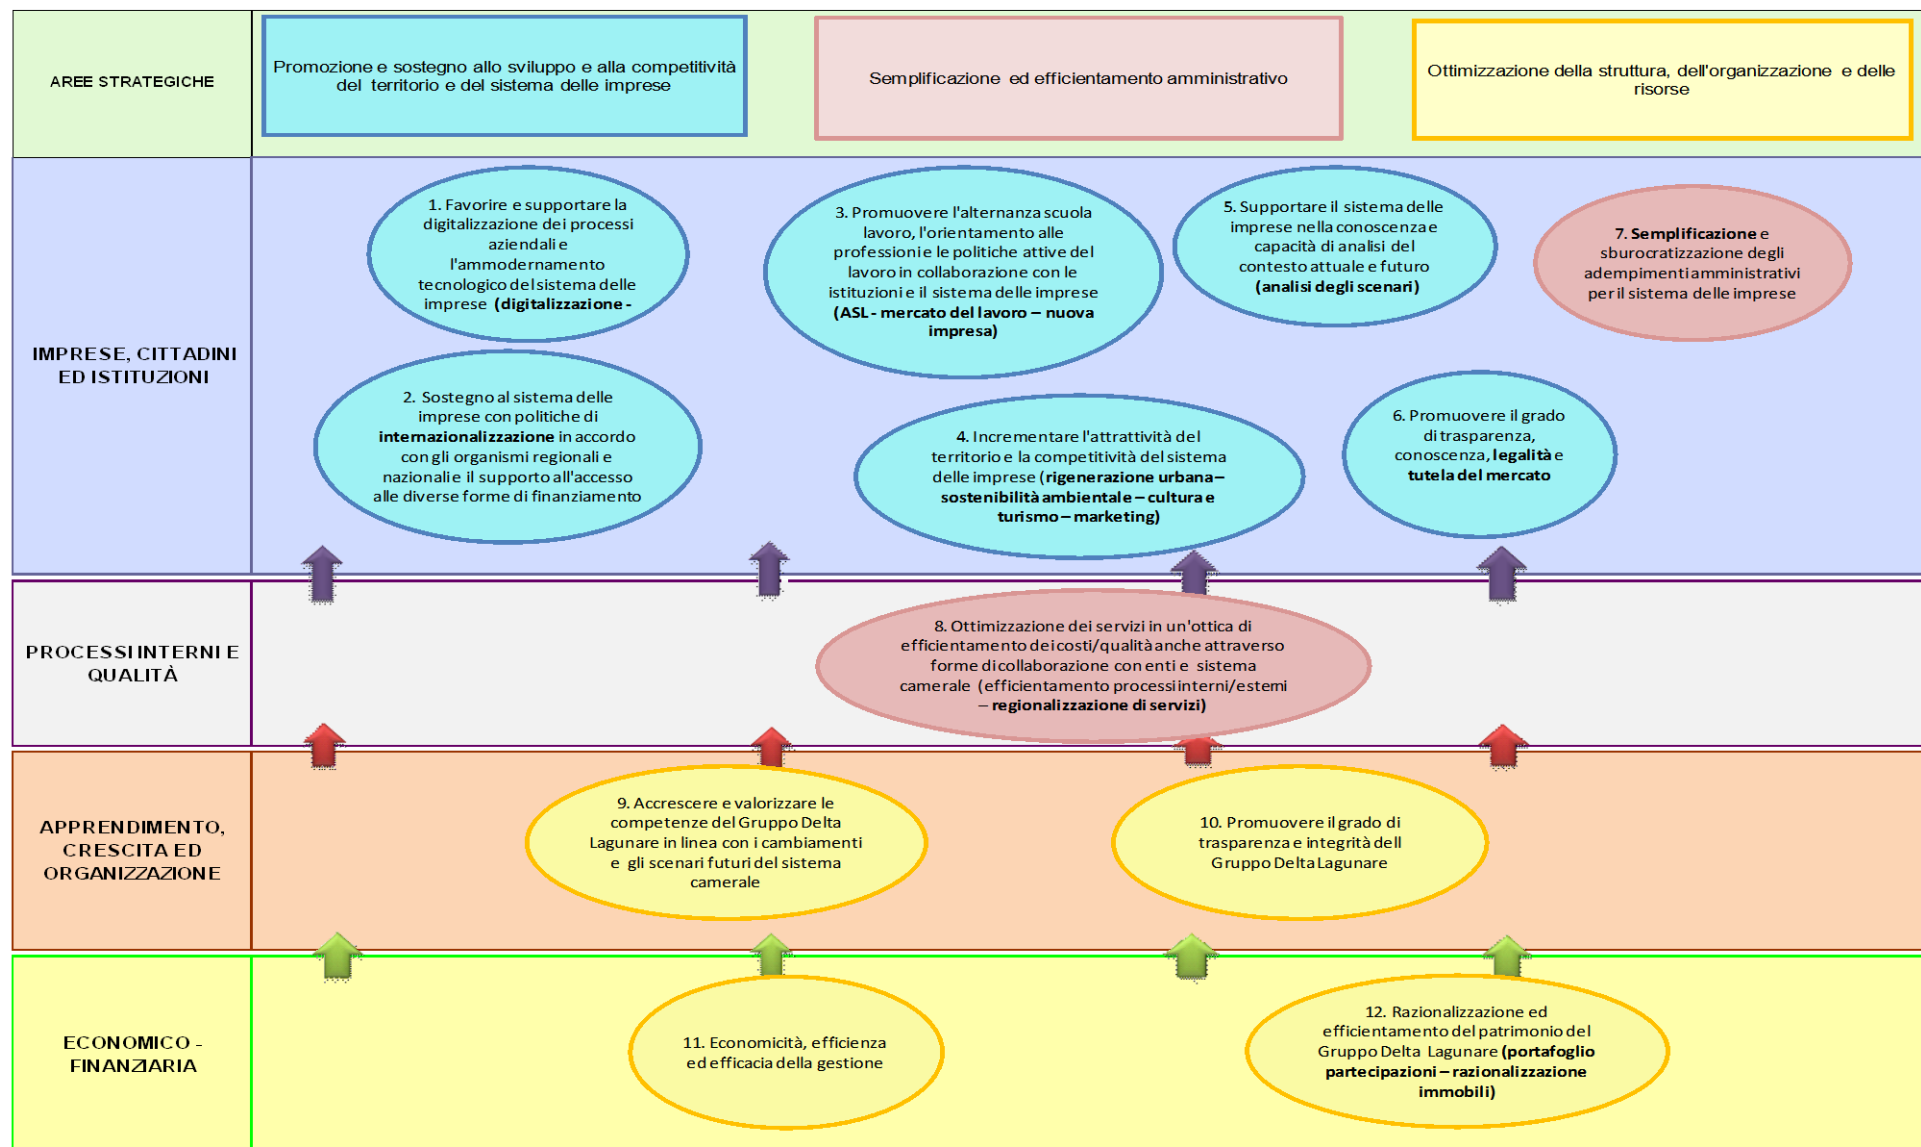 AREE STRATEGICHE
Promozione e sostegno allo sviluppo e alla competitività
del territorio e del sistema delle imprese
Semplificazione ed efficientamento amministrativo
Ottimizzazione della struttura, dell'organizzazione e delle
risorse
IMPRESE, CITTADINI
ED ISTITUZIONI
1. Favorire e supportare la
digitalizzazione dei processi
aziendali e
l'ammodernamento
tecnologico del sistema delle
imprese (digitalizzazione -
2. Sostegno al sistema delle
imprese con politiche di
internazionalizzazione in accordo
con gli organismi regionali e
nazionali e il supporto all'accesso
alle diverse forme di finanziamento
3. Promuovere l'alternanza scuola
lavoro, l'orientamento alle
professioni e le politiche attive del
lavoro in collaborazione con le
istituzioni e il sistema delle imprese
(ASL - mercato del lavoro – nuova
impresa)
4. Incrementare l'attrattività del
territorio e la competitività del sistema
delle imprese (rigenerazione urbana –
sostenibilità ambientale – cultura e
turismo – marketing)
5. Supportare il sistema delle
imprese nella conoscenza e
capacità di analisi del
contesto attuale e futuro
(analisi degli scenari)
6. Promuovere il grado
di trasparenza,
conoscenza, legalità e
tutela del mercato
7. Semplificazione e
sburocratizzazione degli
adempimenti amministrativi
per il sistema delle imprese
PROCESSI INTERNI E
QUALITÀ
8. Ottimizzazione dei servizi in un'ottica di
efficientamento dei costi/qualità anche attraverso
forme di collaborazione con enti e sistema
camerale (efficientamento processi interni/esterni
– regionalizzazione di servizi)
APPRENDIMENTO,
CRESCITA ED
ORGANIZZAZIONE
9. Accrescere e valorizzare le
competenze del Gruppo Delta
Lagunare in linea con i cambiamenti
e gli scenari futuri del sistema
camerale
10. Promuovere il grado di
trasparenza e integrità dell
Gruppo Delta Lagunare
ECONOMICO -
FINANZIARIA
11. Economicità, efficienza
ed efficacia della gestione
12. Razionalizzazione ed
efficientamento del patrimonio del
Gruppo Delta Lagunare (portafoglio
partecipazioni – razionalizzazione
immobili)